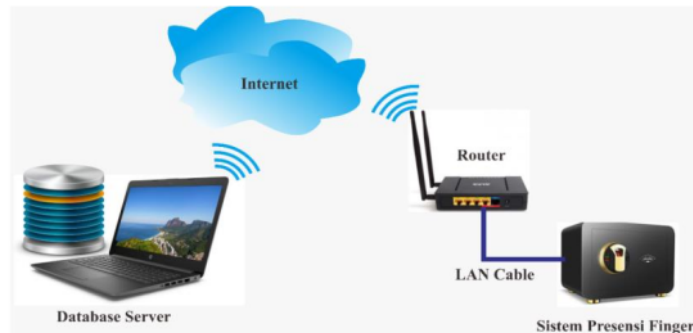 Internet
Router
LAN Cable
Database Server
Sistem Presensi Finger